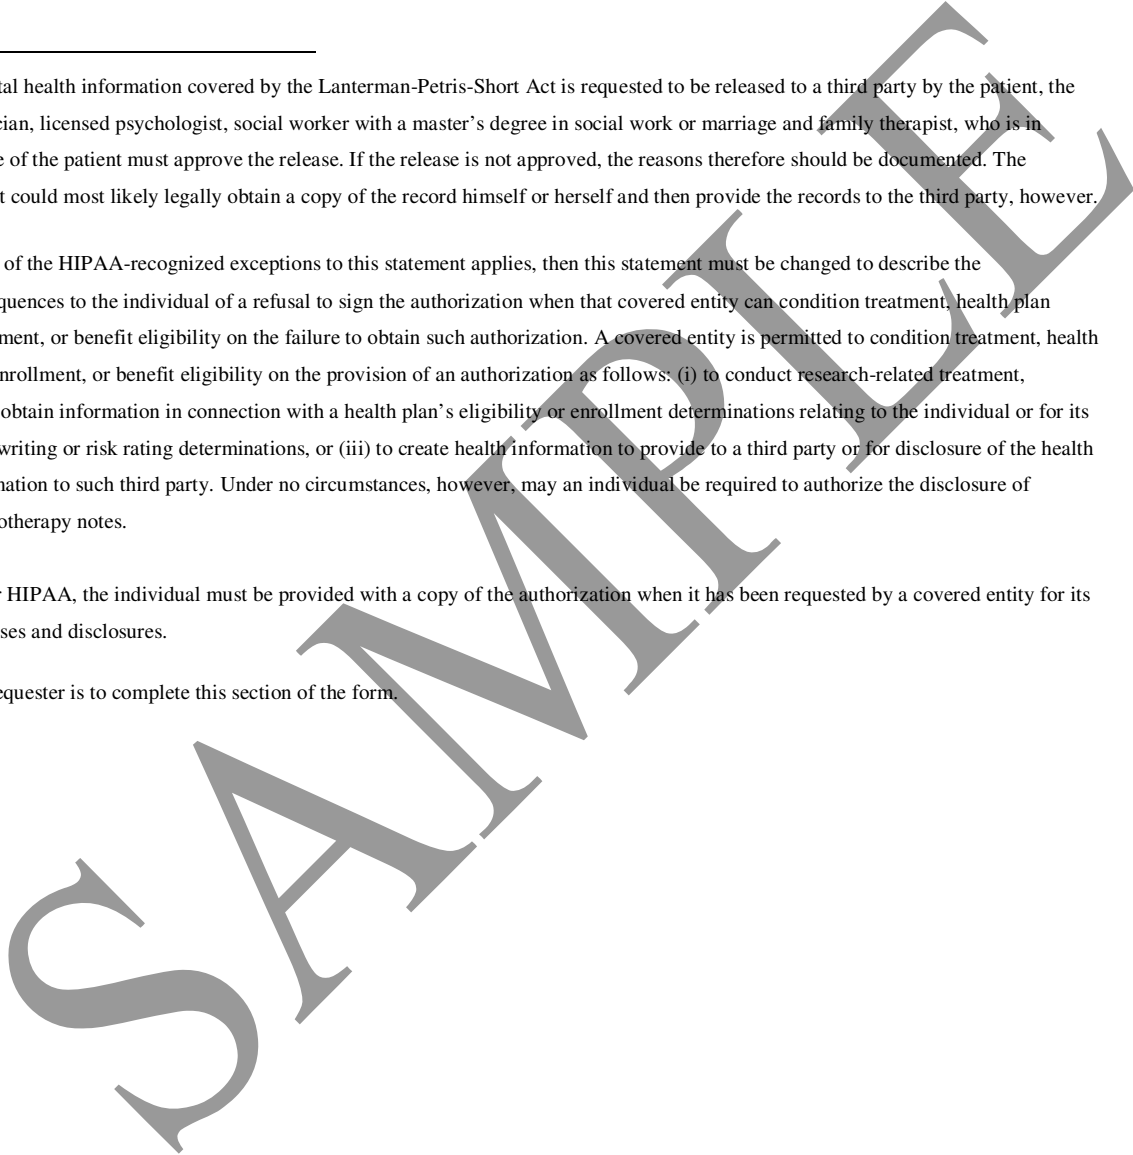 tal health information covered by the Lanterman-Petris-Short Act is requested to be released to a third party by the patient, the
cian, licensed psychologist, social worker with a master’s degree in social work or marriage and family therapist, who is in
e of the patient must approve the release. If the release is not approved, the reasons therefore should be documented. The
t could most likely legally obtain a copy of the record himself or herself and then provide the records to the third party, however.
of the HIPAA-recognized exceptions to this statement applies, then this statement must be changed to describe the
quences to the individual of a refusal to sign the authorization when that covered entity can condition treatment, health plan
ment, or benefit eligibility on the failure to obtain such authorization. A covered entity is permitted to condition treatment, health
nrollment, or benefit eligibility on the provision of an authorization as follows: (i) to conduct research-related treatment,
obtain information in connection with a health plan’s eligibility or enrollment determinations relating to the individual or for its
writing or risk rating determinations, or (iii) to create health information to provide to a third party or for disclosure of the health
nation to such third party. Under no circumstances, however, may an individual be required to authorize the disclosure of
otherapy notes.
r HIPAA, the individual must be provided with a copy of the authorization when it has been requested by a covered entity for its
ses and disclosures.
equester is to complete this section of the form.
SAMPLE